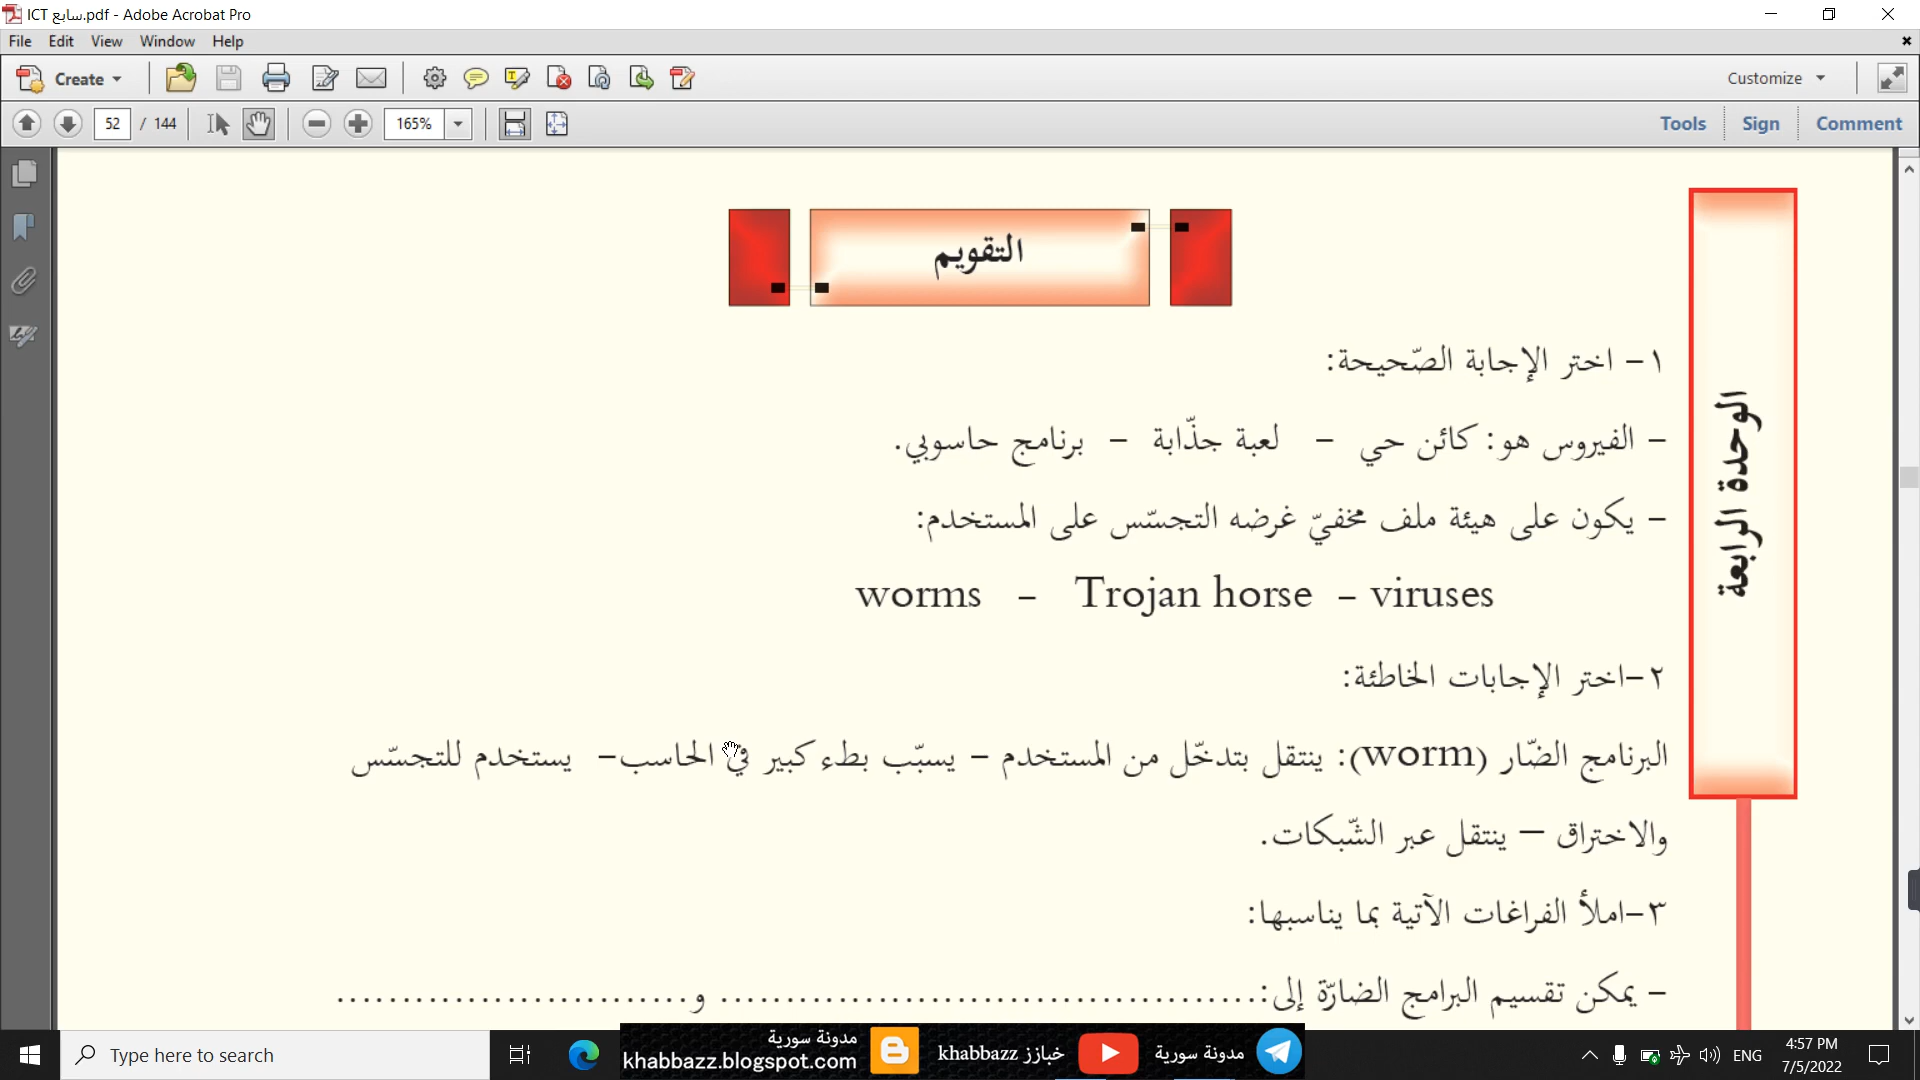 ICT سابع.pdf - Adobe Acrobat Pro
File Edit View Window Help
Create
Customize
52 / 144
165%
Tools Sign Comment
التقويم
الوحدة الرابعة
١- اختر الإجابة الصّحيحة:
- الفيروس هو: كائن حي - لعبة جذّابة - برنامج حاسوبي.
- يكون على هيئة ملف مخفيّ غرضه التجسّس على المستخدم:
worms - Trojan horse - viruses
٢-اختر الإجابات الخاطئة:
البرنامج الضّار (worm): ينتقل بتدخّل من المستخدم - يسبّب بطء كبير في الحاسب- يستخدم للتجسّس
والاختراق – ينتقل عبر الشّبكات.
٣-املأ الفراغات الآتية بما يناسبها:
- يمكن تقسيم البرامج الضارّة إلى:......................................... و...........................
Type here to search
مدونة سورية
khabbazz.blogspot.com
خبازز khabbazz
مدونة سورية
ENG
4:57 PM
7/5/2022